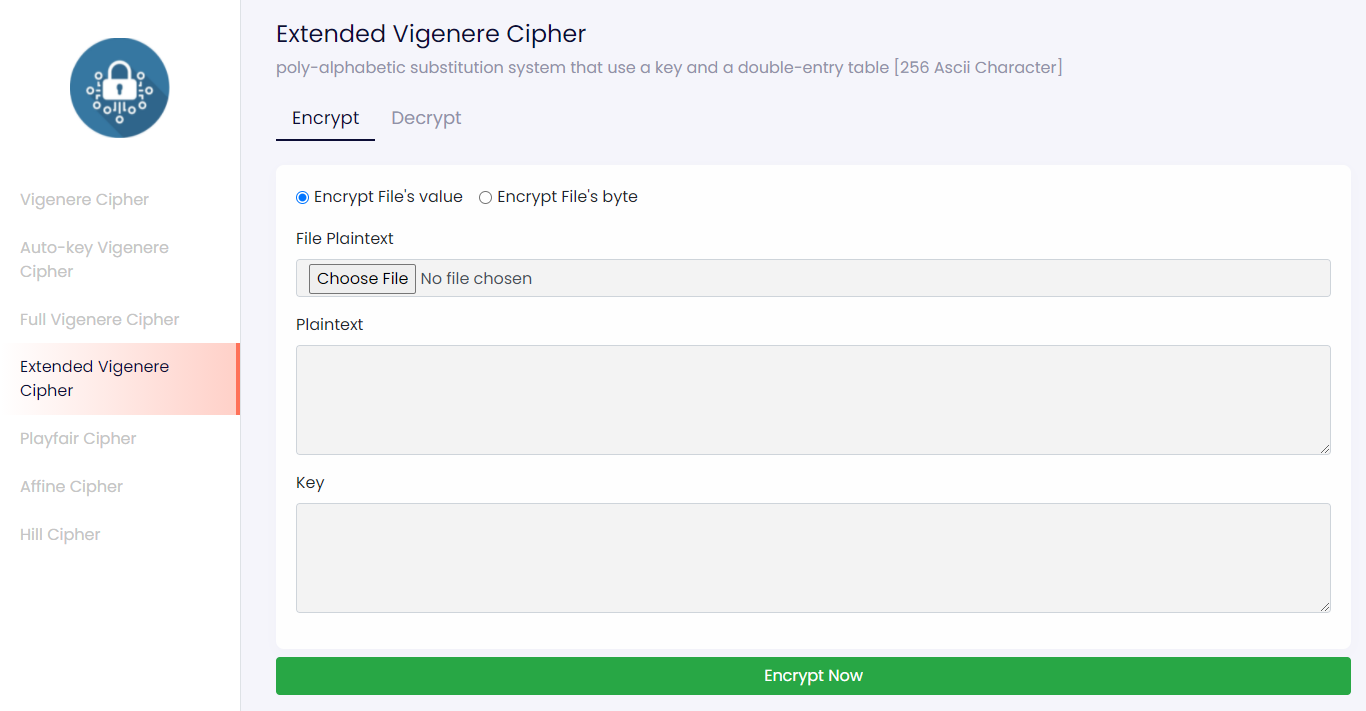 Vigenere Cipher
Auto-key Vigenere
Cipher
Full Vigenere Cipher
Extended Vigenere
Cipher
Playfair Cipher
Affine Cipher
Hill Cipher
Extended Vigenere Cipher
poly-alphabetic substitution system that use a key and a double-entry table [256 Ascii Character]
Encrypt Decrypt
Encrypt File's value Encrypt File's byte
File Plaintext
Choose File No file chosen
Plaintext
Key
Encrypt Now